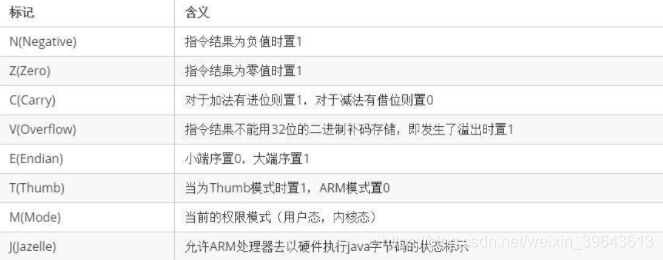 标记 含义
N(Negative) 指令结果为负值时置1
Z(Zero) 指令结果为零值时置1
C(Carry) 对于加法有进位则置1，对于减法有借位则置0
V(Overflow) 指令结果不能用32位的二进制补码存储，即发生了溢出时置1
E(Endian) 小端序置0，大端序置1
T(Thumb) 当为Thumb模式时置1，ARM模式置0
M(Mode) 当前的权限模式（用户态，内核态）
J(Jazelle) 允许ARM处理器去以硬件执行java字节码的状态标示
https://blog.csdn.net/weixin_39643613